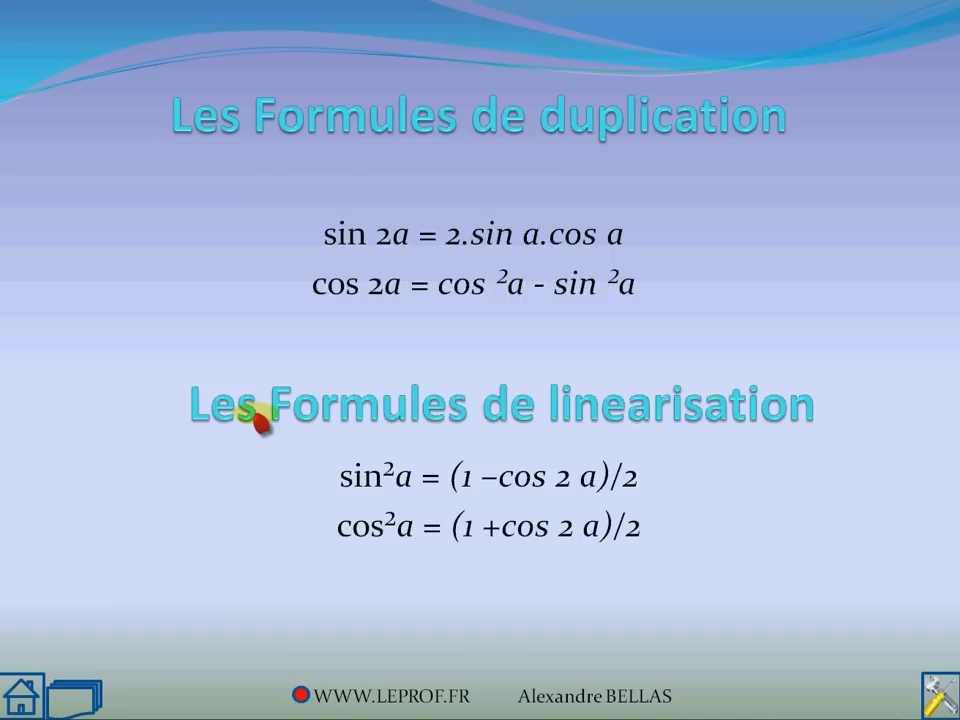 Les Formules de duplication
sin 2a = 2.sin a.cos a
cos 2a = cos ²a - sin ²a
Les Formules de linearisation
sin²a = (1 –cos 2 a)/2
cos²a = (1 +cos 2 a)/2
WWW.LEPROF.FR Alexandre BELLAS